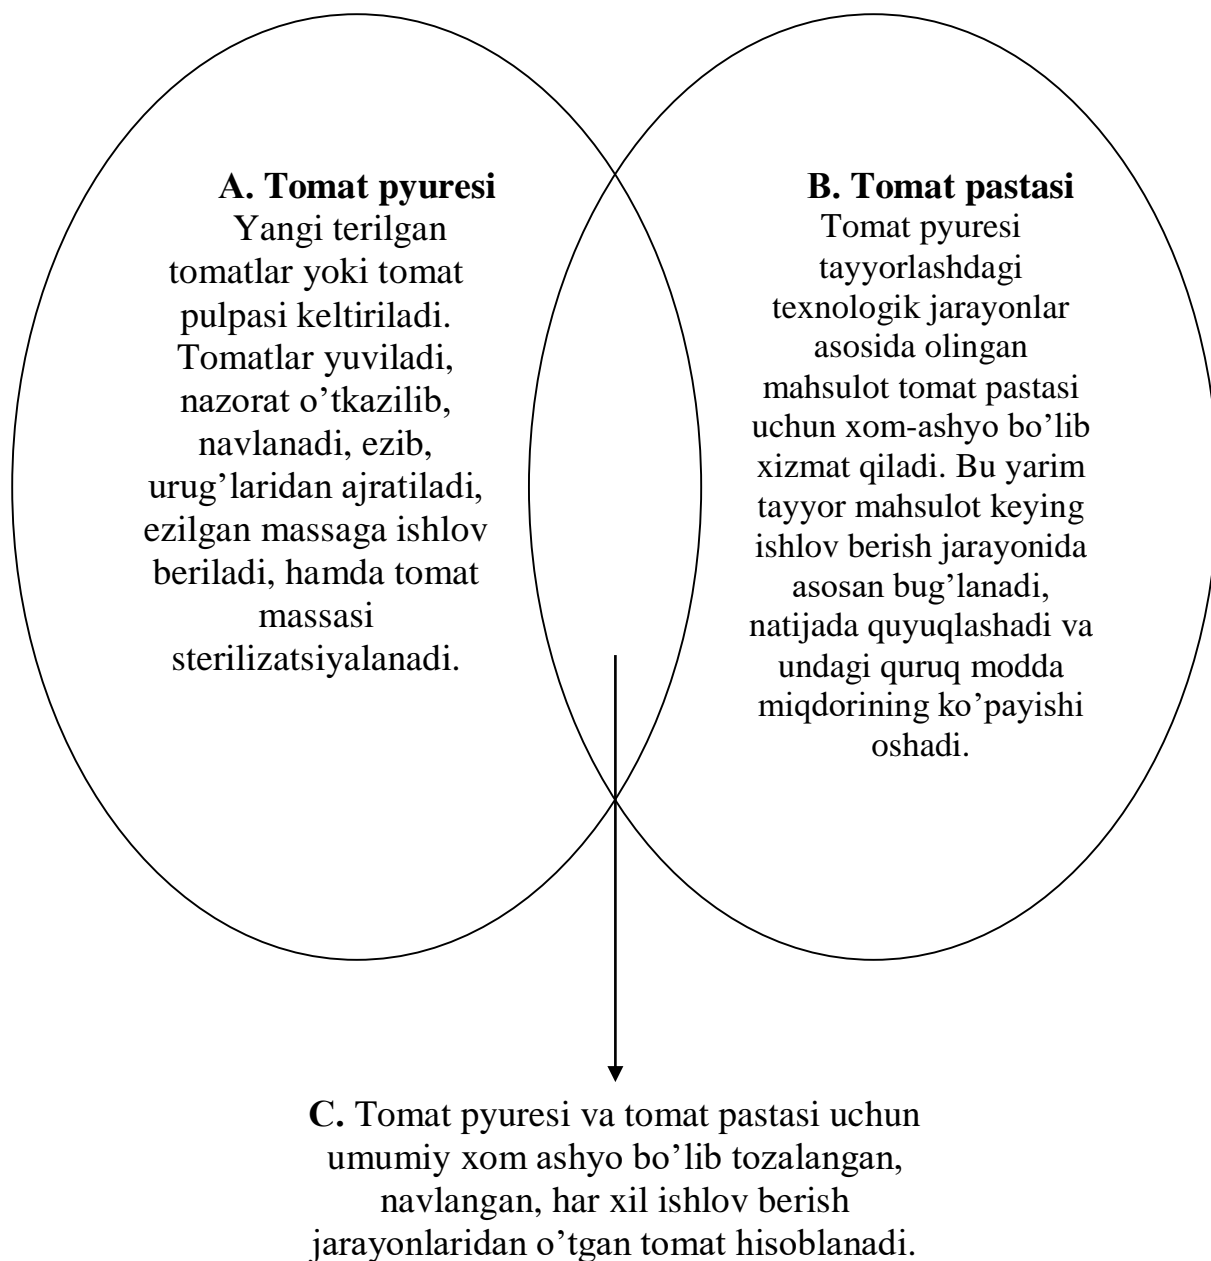 A. Tomat pyuresi
Yangi terilgan
tomatlar yoki tomat
pulpasi keltiriladi.
Tomatlar yuviladi,
nazorat o’tkazilib,
navlanadi, ezib,
urug’laridan ajratiladi,
ezilgan massaga ishlov
beriladi, hamda tomat
massasi
sterilizatsiyalanadi.
B. Tomat pastasi
Tomat pyuresi
tayyorlashdagi
texnologik jarayonlar
asosida olingan
mahsulot tomat pastasi
uchun xom-ashyo bo’lib
xizmat qiladi. Bu yarim
tayyor mahsulot keying
ishlov berish jarayonida
asosan bug’lanadi,
natijada quyuqlashadi va
undagi quruq modda
miqdorining ko’payishi
oshadi.
C. Tomat pyuresi va tomat pastasi uchun
umumiy xom ashyo bo’lib tozalangan,
navlangan, har xil ishlov berish
jarayonlaridan o’tgan tomat hisoblanadi.